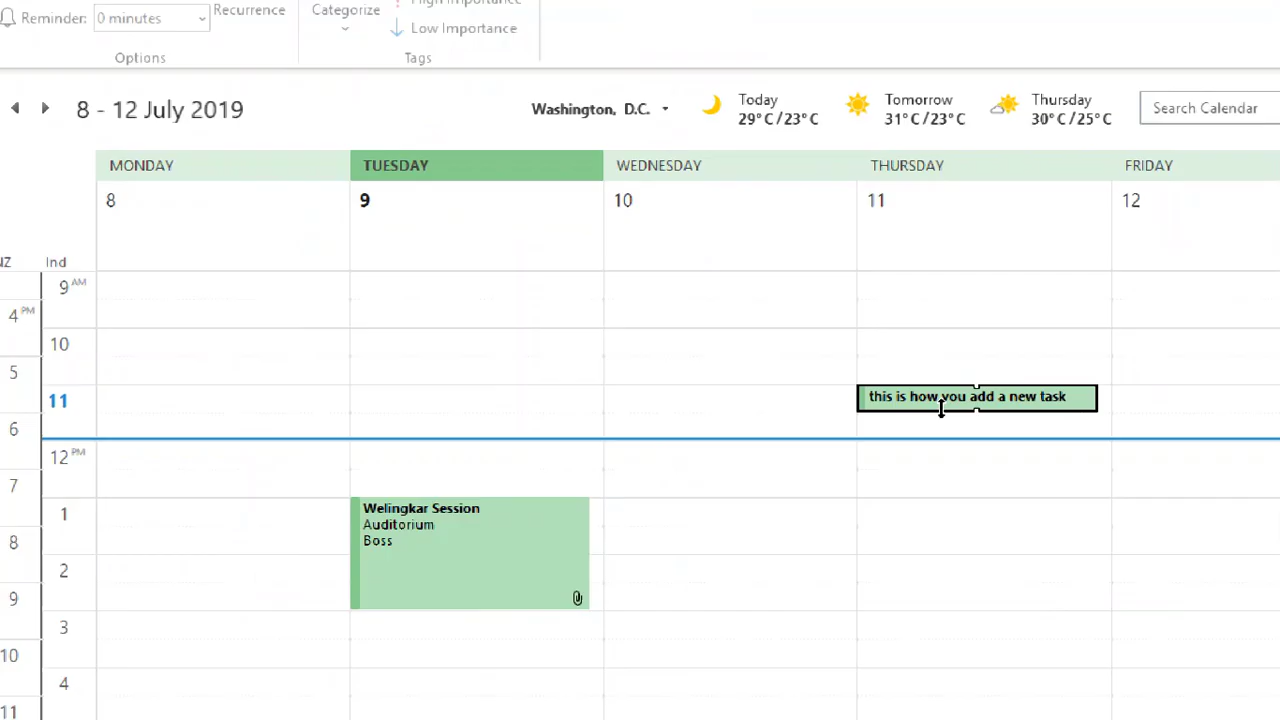 High Importance
Reminder: 0 minutes Recurrence Categorize
Low Importance
Options Tags
8 - 12 July 2019
Washington, D.C.
Today
29°C/23°C
Tomorrow
31°C/23°C
Thursday
30°C/25°C
Search Calendar
MONDAY TUESDAY WEDNESDAY THURSDAY FRIDAY
8 9 10 11 12
NZ Ind
9 AM
4 PM
10
5
11
this is how you add a new task
6
12 PM
7
1
Welingkar Session
Auditorium
Boss
8
2
9
3
10
4
11